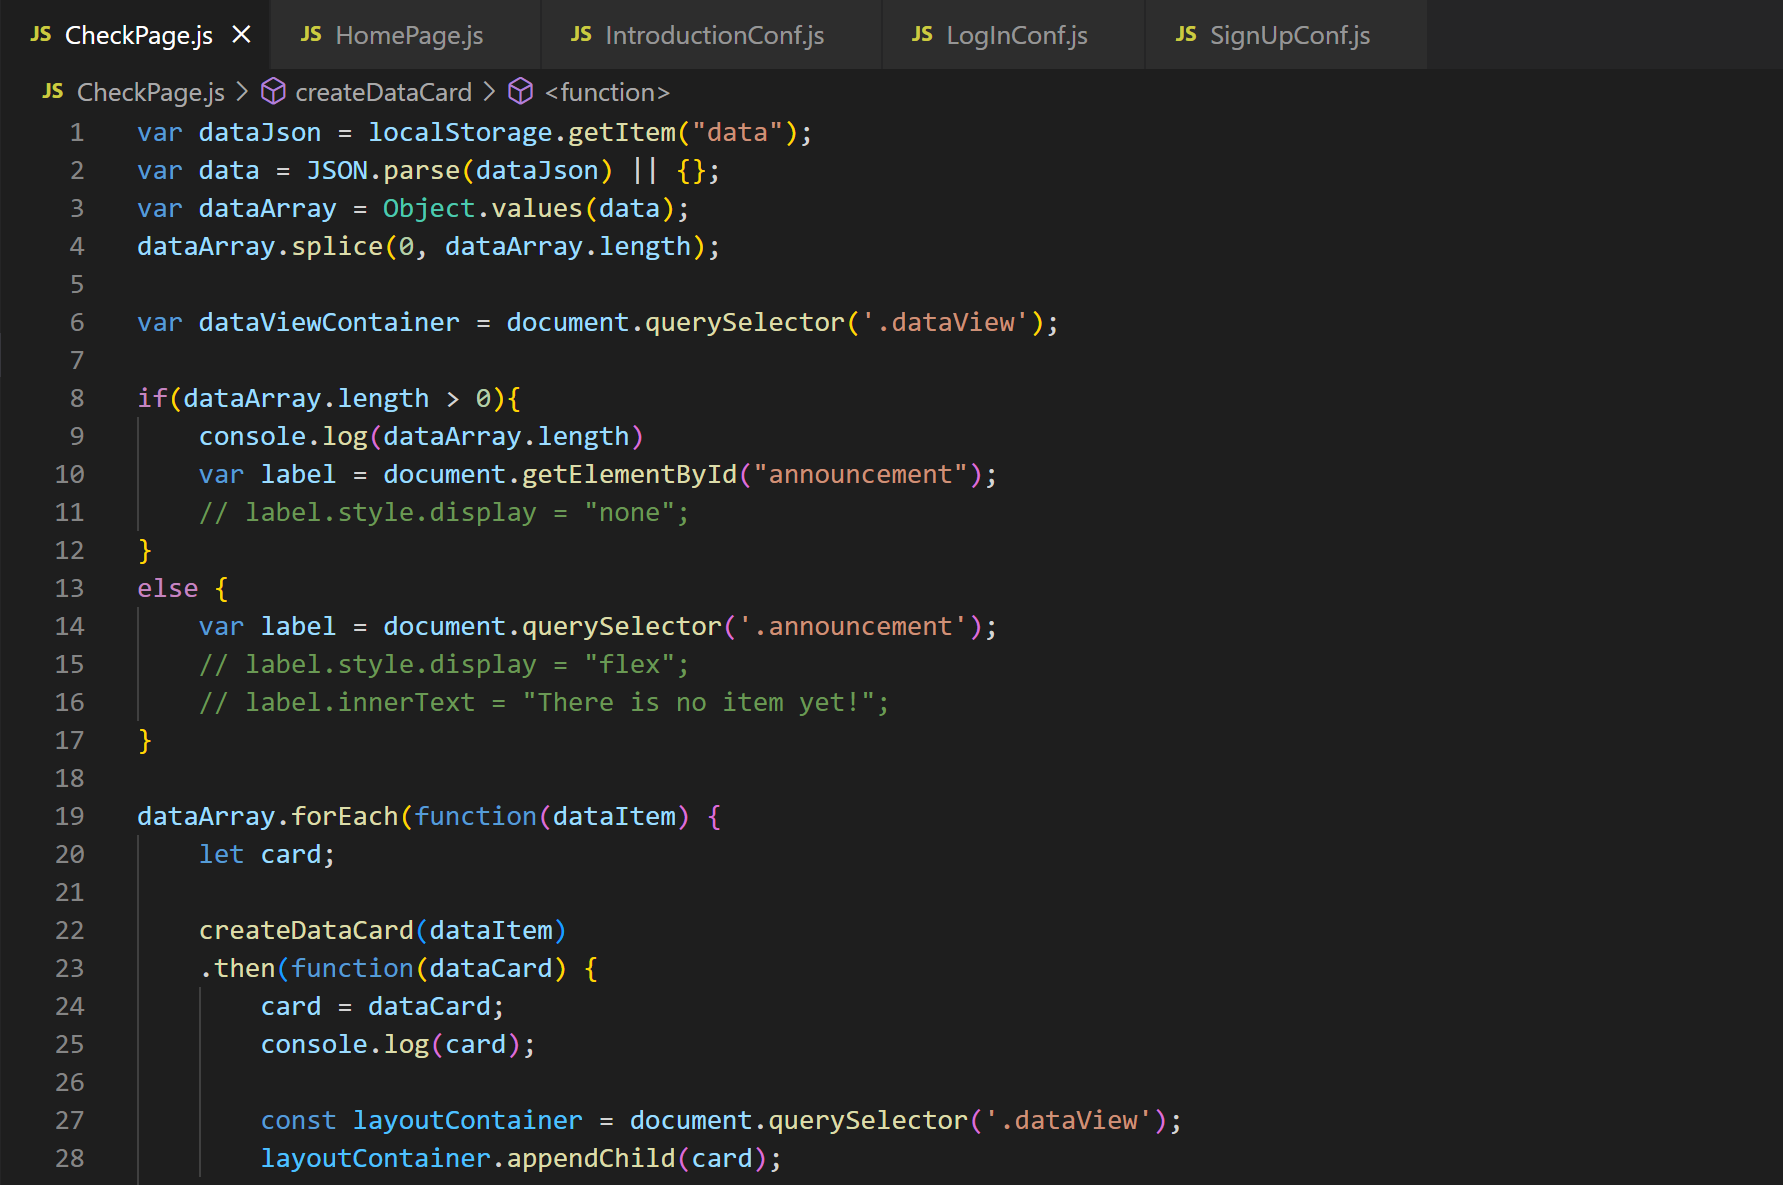 JS CheckPage.js × JS HomePage.js JS IntroductionConf.js JS LogInConf.js JS SignUpConf.js
JS CheckPage.js > createDataCard > <function>
1 var dataJson = localStorage.getItem("data");
2 var data = JSON.parse(dataJson) || {};
3 var dataArray = Object.values(data);
4 dataArray.splice(0, dataArray.length);
5
6 var dataViewContainer = document.querySelector('.dataView');
7
8 if(dataArray.length > 0){
9     console.log(dataArray.length)
10     var label = document.getElementById("announcement");
11     // label.style.display = "none";
12 }
13 else {
14     var label = document.querySelector('.announcement');
15     // label.style.display = "flex";
16     // label.innerText = "There is no item yet!";
17 }
18
19 dataArray.forEach(function(dataItem) {
20     let card;
21
22     createDataCard(dataItem)
23     .then(function(dataCard) {
24         card = dataCard;
25         console.log(card);
26
27         const layoutContainer = document.querySelector('.dataView');
28         layoutContainer.appendChild(card);